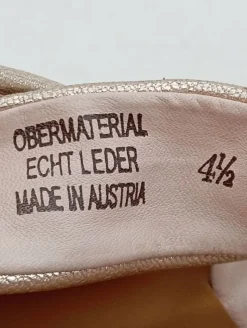 OBERMATERIAL
ECHT LEDER
MADE IN AUSTRIA
4½